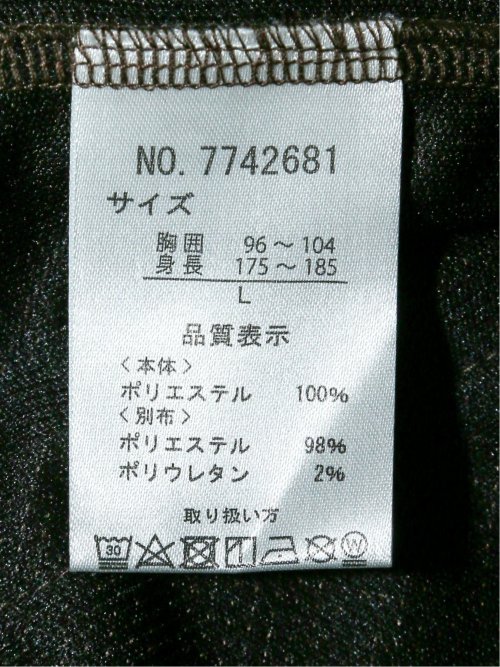 NO. 7742681
サイズ
胸囲 96～104
身長 175～185
L
品質表示
＜本体＞
ポリエステル 100%
＜別布＞
ポリエステル 98%
ポリウレタン 2%
取り扱い方
30 W